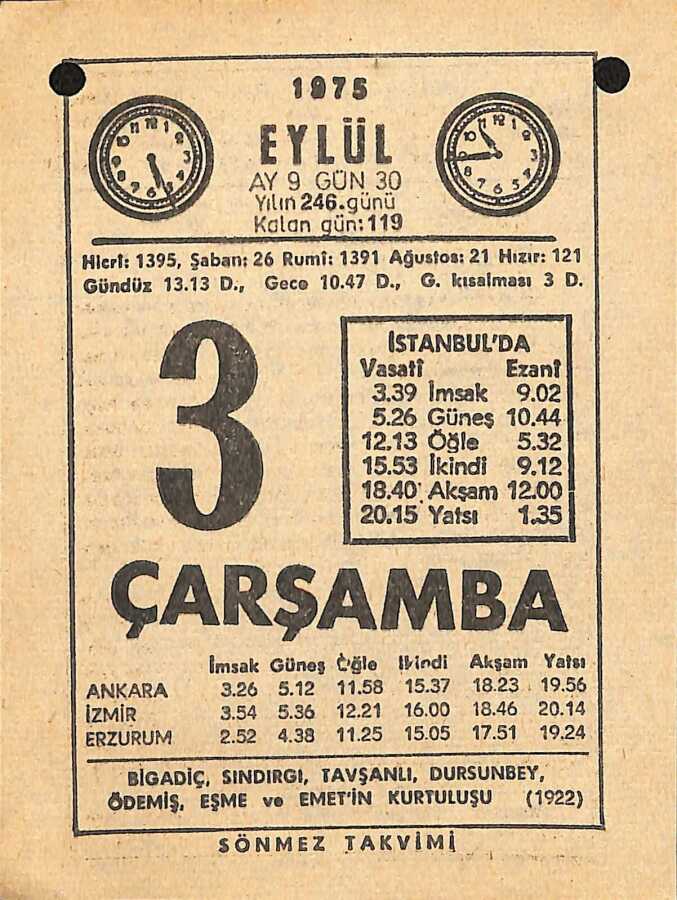 1975
EYLÜL
AY 9 GÜN 30
Yılın 246.günü
Kalan gün:119
Hicrî: 1395, Şaban: 26 Rumî: 1391 Ağustos: 21 Hızır: 121
Gündüz 13.13 D., Gece 10.47 D., G. kısalması 3 D.
3
İSTANBUL'DA
Vasatî Ezanî
3.39 İmsak 9.02
5.26 Güneş 10.44
12.13 Öğle 5.32
15.53 İkindi 9.12
18.40 Akşam 12.00
20.15 Yatsı 1.35
ÇARŞAMBA
İmsak Güneş Öğle İkindi Akşam Yatsı
ANKARA 3.26 5.12 11.58 15.37 18.23 19.56
İZMİR 3.54 5.36 12.21 16.00 18.46 20.14
ERZURUM 2.52 4.38 11.25 15.05 17.51 19.24
BİGADİÇ, SINDIRGI, TAVŞANLI, DURSUNBEY,
ÖDEMİŞ, EŞME ve EMET'İN KURTULUŞU (1922)
SÖNMEZ TAKVİMİ